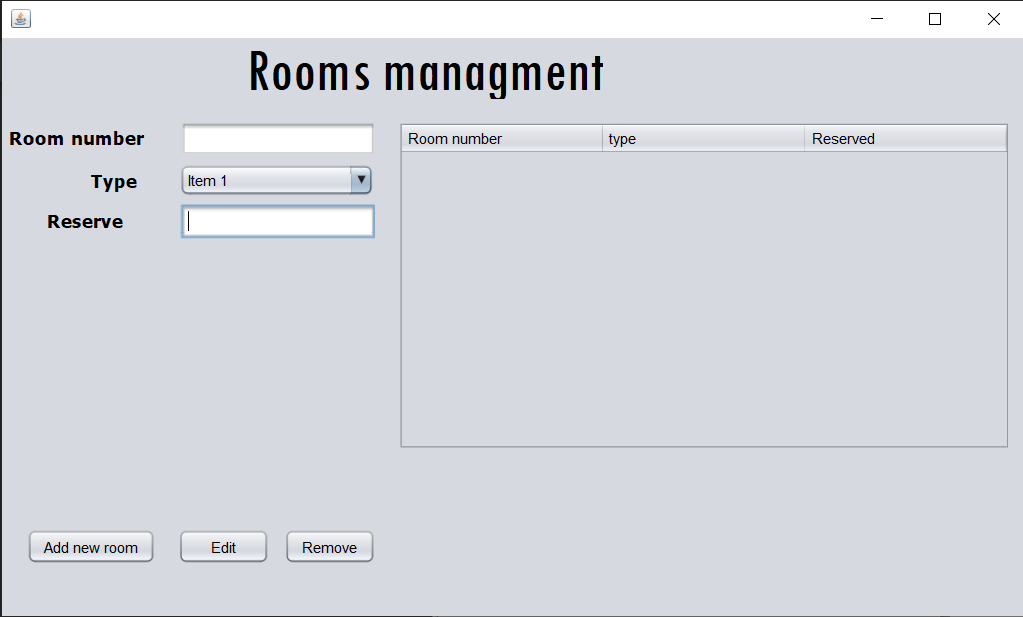 Rooms managment
Room number
Type
Item 1
Reserve
Room number type Reserved
Add new room Edit Remove